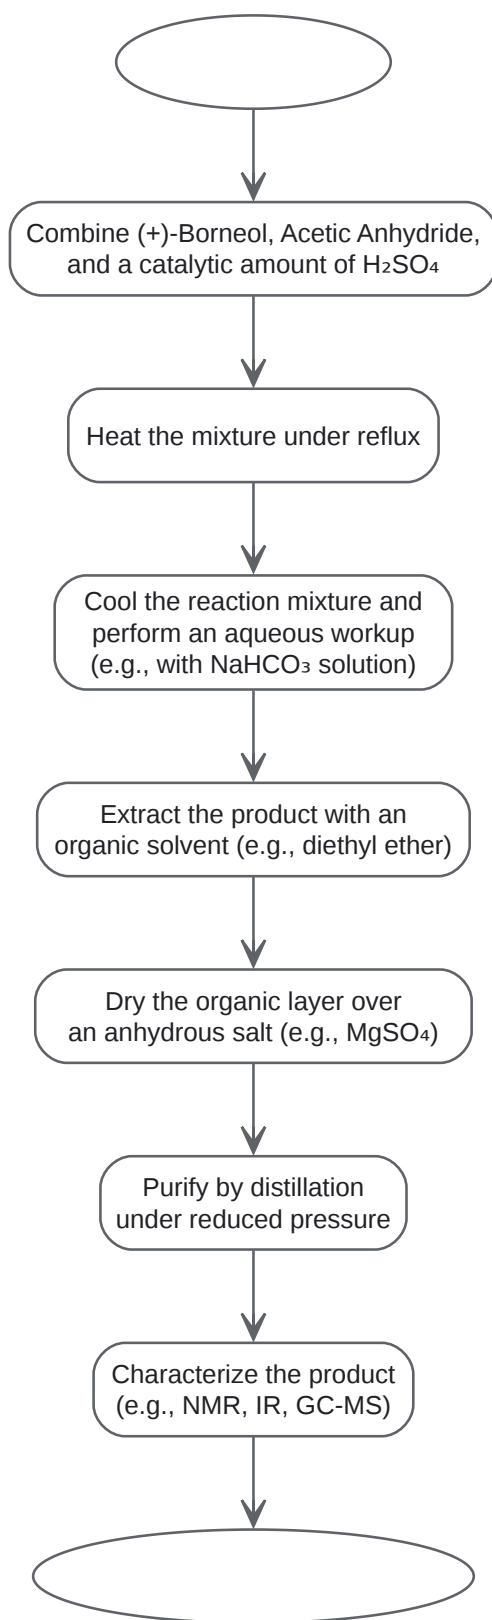 Combine (+)-Borneol, Acetic Anhydride,
and a catalytic amount of H₂SO₄
Heat the mixture under reflux
Cool the reaction mixture and
perform an aqueous workup
(e.g., with NaHCO₃ solution)
Extract the product with an
organic solvent (e.g., diethyl ether)
Dry the organic layer over
an anhydrous salt (e.g., MgSO₄)
Purify by distillation
under reduced pressure
Characterize the product
(e.g., NMR, IR, GC-MS)